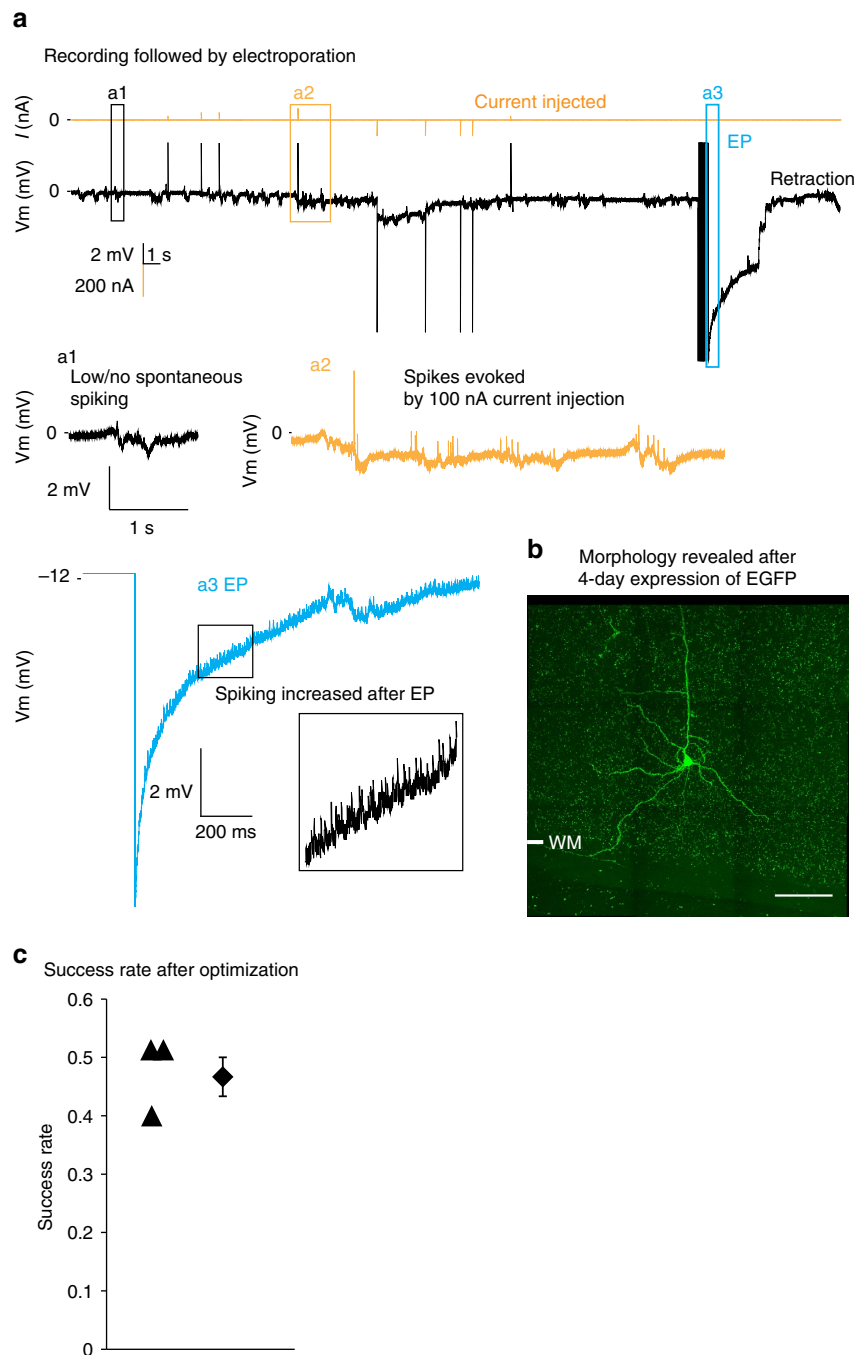 a
Recording followed by electroporation
a1
a2
Current injected
a3
I (nA)
0
EP
Vm (mV)
0
Retraction
2 mV
1 s
200 nA
a1
Low/no spontaneous
spiking
a2
Spikes evoked
by 100 nA current injection
Vm (mV)
0
Vm (mV)
0
2 mV
1 s
b
Morphology revealed after
4-day expression of EGFP
–12
a3 EP
Vm (mV)
Spiking increased after EP
2 mV
200 ms
WM
c
Success rate after optimization
Success rate
0.6
0.5
0.4
0.3
0.2
0.1
0